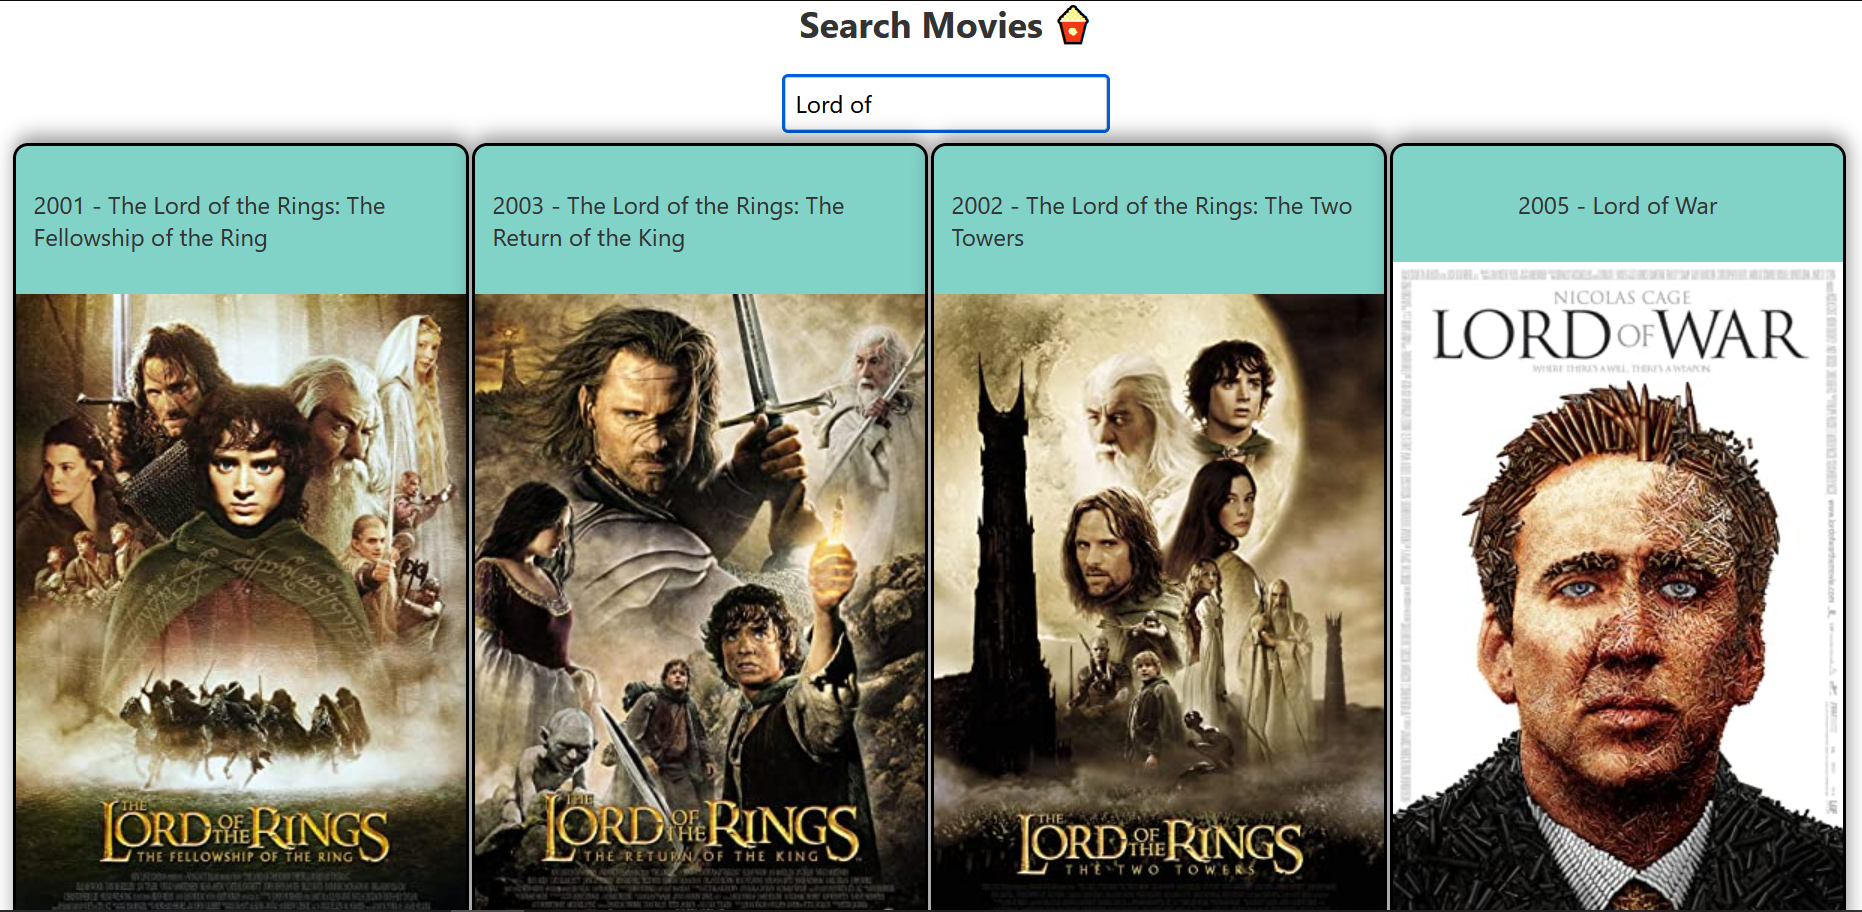 Search Movies
Lord of
2001 - The Lord of the Rings: The
Fellowship of the Ring
THE
LORD OF THE RINGS
THE FELLOWSHIP OF THE RING
2003 - The Lord of the Rings: The
Return of the King
THE
LORD OF THE RINGS
THE RETURN OF THE KING
2002 - The Lord of the Rings: The Two
Towers
THE
LORD OF THE RINGS
THE TWO TOWERS
2005 - Lord of War
NICOLAS CAGE
LORD OF WAR
WHERE THERE'S A WILL, THERE'S A WEAPON.